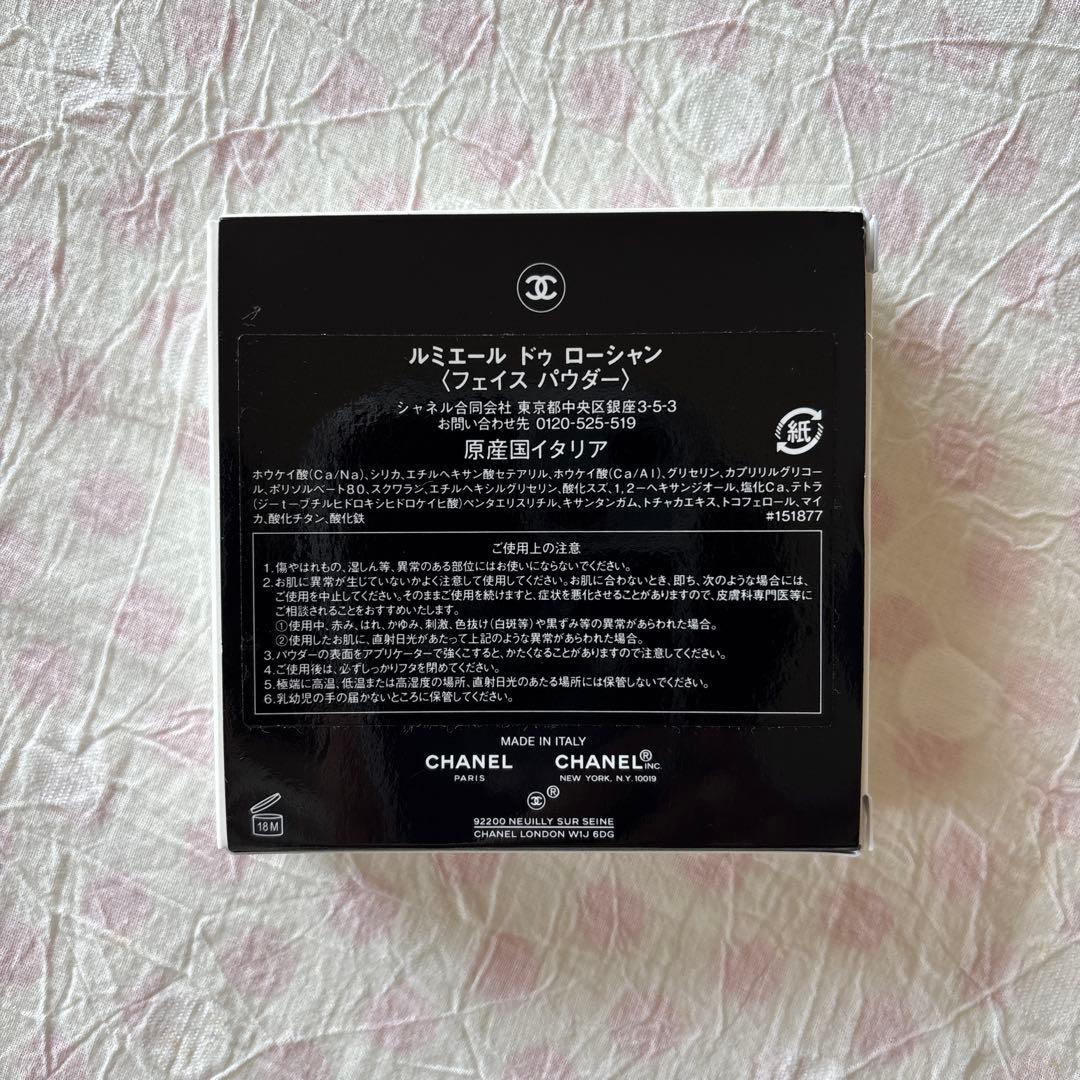 ルミエール ドゥ ローシャン
〈フェイス パウダー〉
シャネル合同会社 東京都中央区銀座3-5-3
お問い合わせ先 0120-525-519
原産国イタリア
紙
ホウケイ酸(Ca/Na)、シリカ、エチルヘキサン酸セテアリル、ホウケイ酸(Ca/Al)、グリセリン、カプリリルグリコー
ル、ポリソルベート80、スクワラン、エチルヘキシルグリセリン、酸化スズ、1,2-ヘキサンジオール、塩化Ca、テトラ
(ジ-t-ブチルヒドロキシヒドロケイヒ酸)ペンタエリスリチル、キサンタンガム、トチャカエキス、トコフェロール、マイ
カ、酸化チタン、酸化鉄 #151877
ご使用上の注意
1.傷やはれもの、湿しん等、異常のある部位にはお使いにならないでください。
2.お肌に異常が生じていないかよく注意して使用してください。お肌に合わないとき、即ち、次のような場合には、
ご使用を中止してください。そのままご使用を続けますと、症状を悪化させることがありますので、皮膚科専門医等に
ご相談されることをおすすめいたします。
①使用中、赤み、はれ、かゆみ、刺激、色抜け(白斑等)や黒ずみ等の異常があらわれた場合。
②使用したお肌に、直射日光があたって上記のような異常があらわれた場合。
3.パウダーの表面をアプリケーターで強くこすると、かたくなることがありますので注意してください。
4.ご使用後は、必ずしっかりフタを閉めてください。
5.極端に高温、低温または高湿度の場所、直射日光のあたる場所には保管しないでください。
6.乳幼児の手の届かないところに保管してください。
MADE IN ITALY
CHANEL CHANEL® INC.
PARIS NEW YORK, N.Y. 10019
®
18 M
92200 NEUILLY SUR SEINE
CHANEL LONDON W1J 6DG